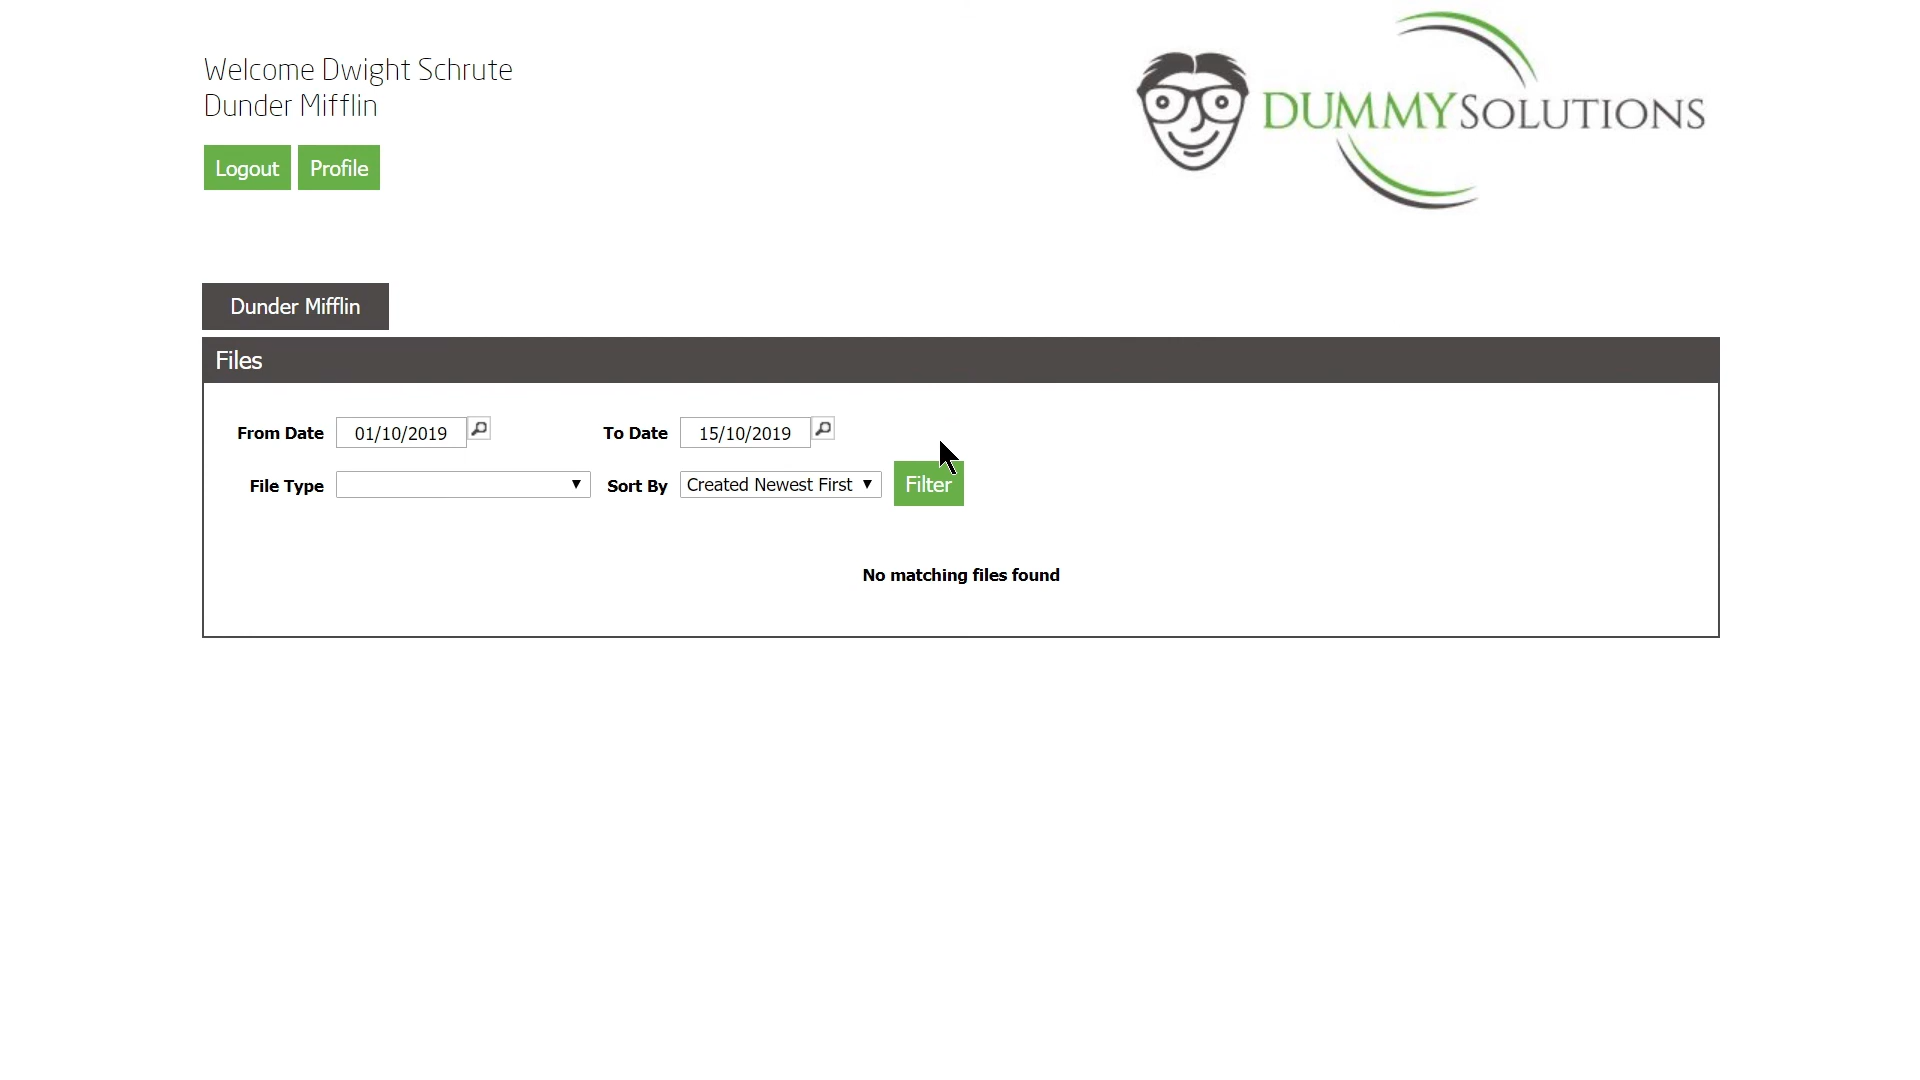 Welcome Dwight Schrute
Dunder Mifflin
Logout Profile
DUMMYSOLUTIONS
Dunder Mifflin
Files
From Date 01/10/2019 To Date 15/10/2019
File Type Sort By Created Newest First Filter
No matching files found